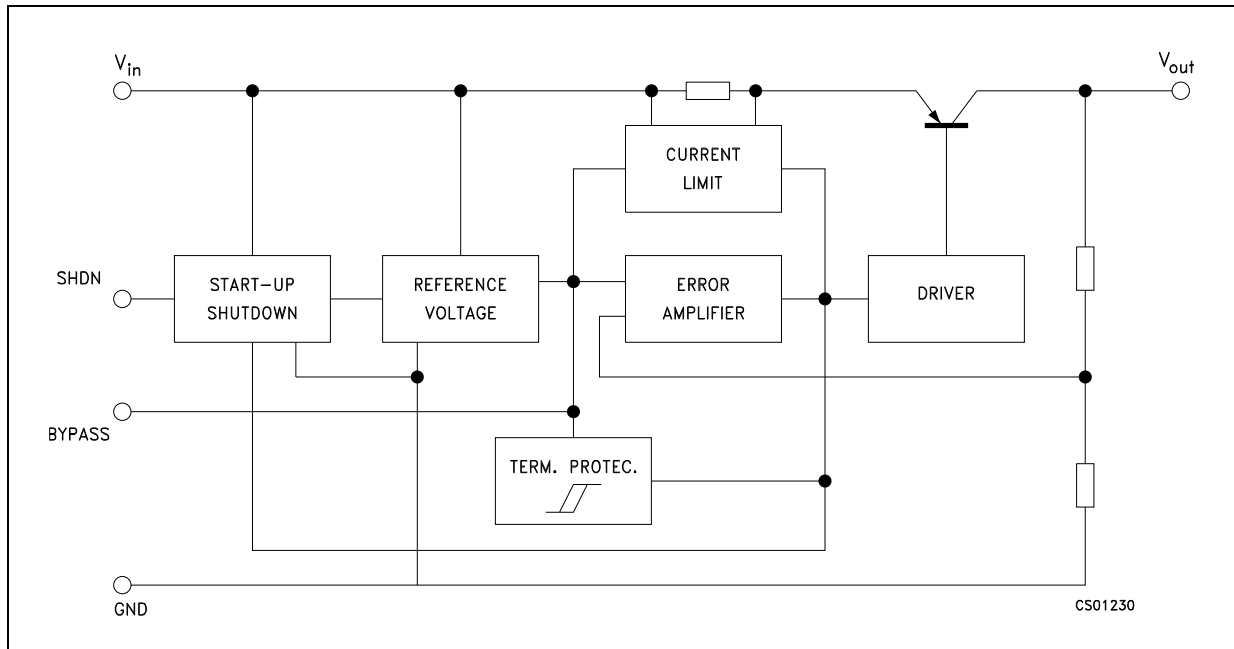 Vin
Vout
CURRENT
LIMIT
SHDN
START-UP
SHUTDOWN
REFERENCE
VOLTAGE
ERROR
AMPLIFIER
DRIVER
BYPASS
TERM. PROTEC.
GND
CS01230